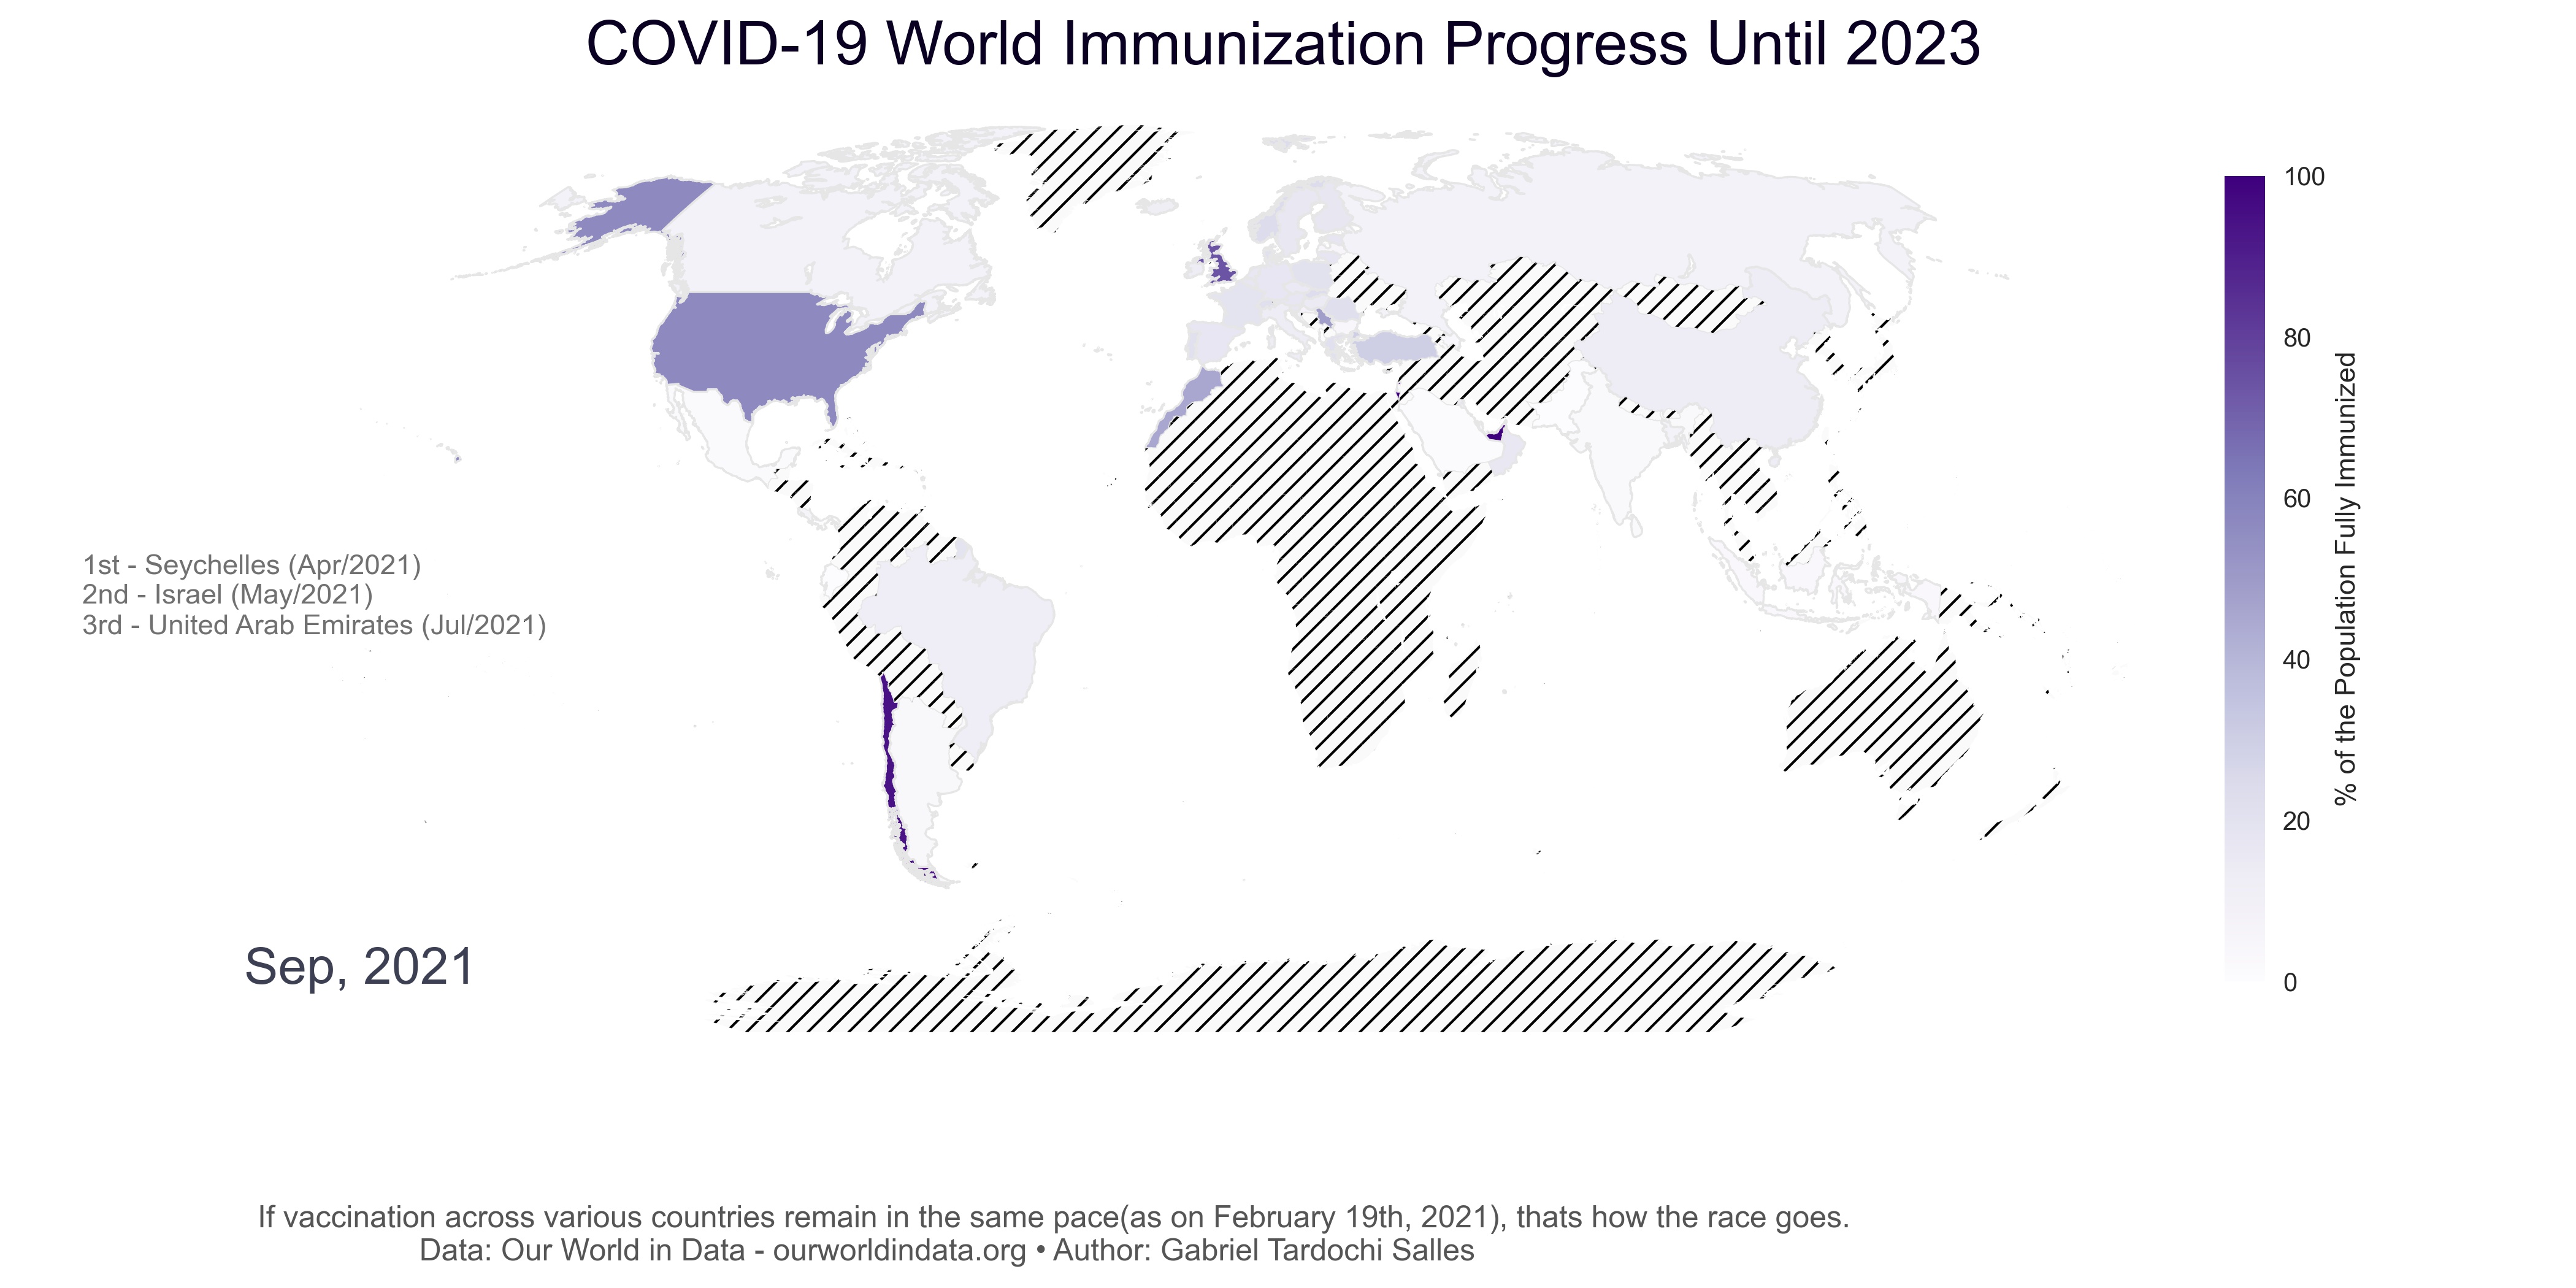 COVID-19 World Immunization Progress Until 2023
100
80
60
40
20
0
% of the Population Fully Immunized
1st - Seychelles (Apr/2021)
2nd - Israel (May/2021)
3rd - United Arab Emirates (Jul/2021)
Sep, 2021
If vaccination across various countries remain in the same pace(as on February 19th, 2021), thats how the race goes.
Data: Our World in Data - ourworldindata.org • Author: Gabriel Tardochi Salles